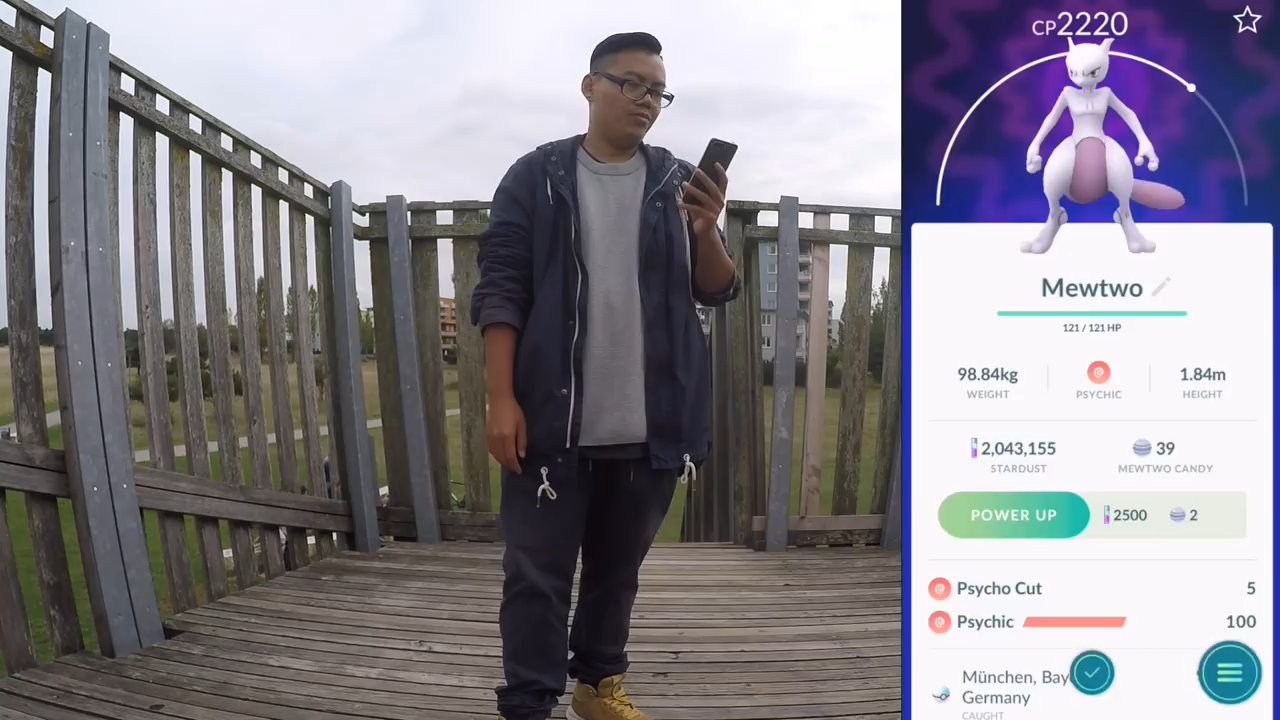 CP2220
Mewtwo
121 / 121 HP
98.84kg
WEIGHT
PSYCHIC
1.84m
HEIGHT
2,043,155
STARDUST
39
MEWTWO CANDY
POWER UP
2500
2
Psycho Cut
5
Psychic
100
München, Bay
Germany
CAUGHT